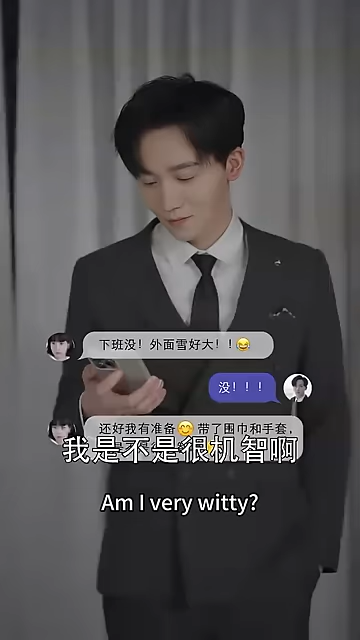 下班没！外面雪好大！！😂
没！！！
还好我有准备😊带了围巾和手套，
我是不是很机智啊
Am I very witty?